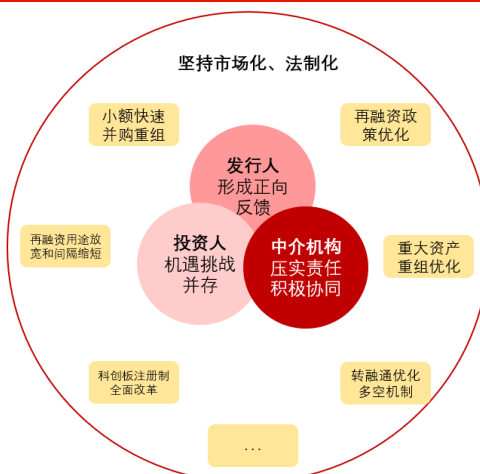 坚持市场化、法制化
小额快速
并购重组
再融资政
策优化
发行人
形成正向
反馈
再融资用途放
宽和间隔缩短
投资人
机遇挑战
并存
中介机构
压实责任
积极协同
重大资产
重组优化
科创板注册制
全面改革
转融通优化
多空机制
...